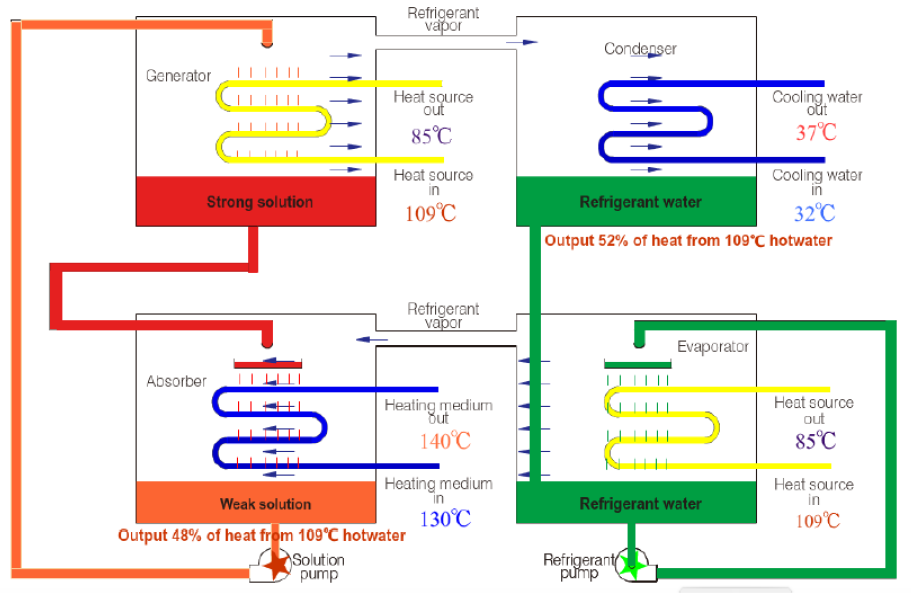 Refrigerant
vapor
Generator
Condenser
Heat source
out
85℃
Heat source
in
109℃
Cooling water
out
37℃
Cooling water
in
32℃
Strong solution
Refrigerant water
Output 52% of heat from 109℃ hotwater
Refrigerant
vapor
Absorber
Evaporator
Heating medium
out
140℃
Heating medium
in
130℃
Heat source
out
85℃
Heat source
in
109℃
Weak solution
Refrigerant water
Output 48% of heat from 109℃ hotwater
Solution
pump
Refrigerant
pump